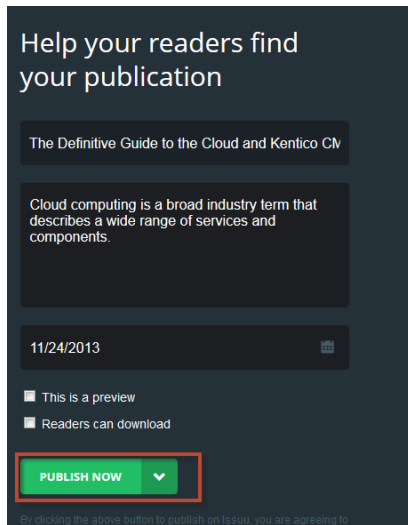 Help your readers find
your publication
The Definitive Guide to the Cloud and Kentico CM
Cloud computing is a broad industry term that
describes a wide range of services and
components.
11/24/2013
This is a preview
Readers can download
PUBLISH NOW
By clicking the above button to publish on Issuu, you are agreeing to